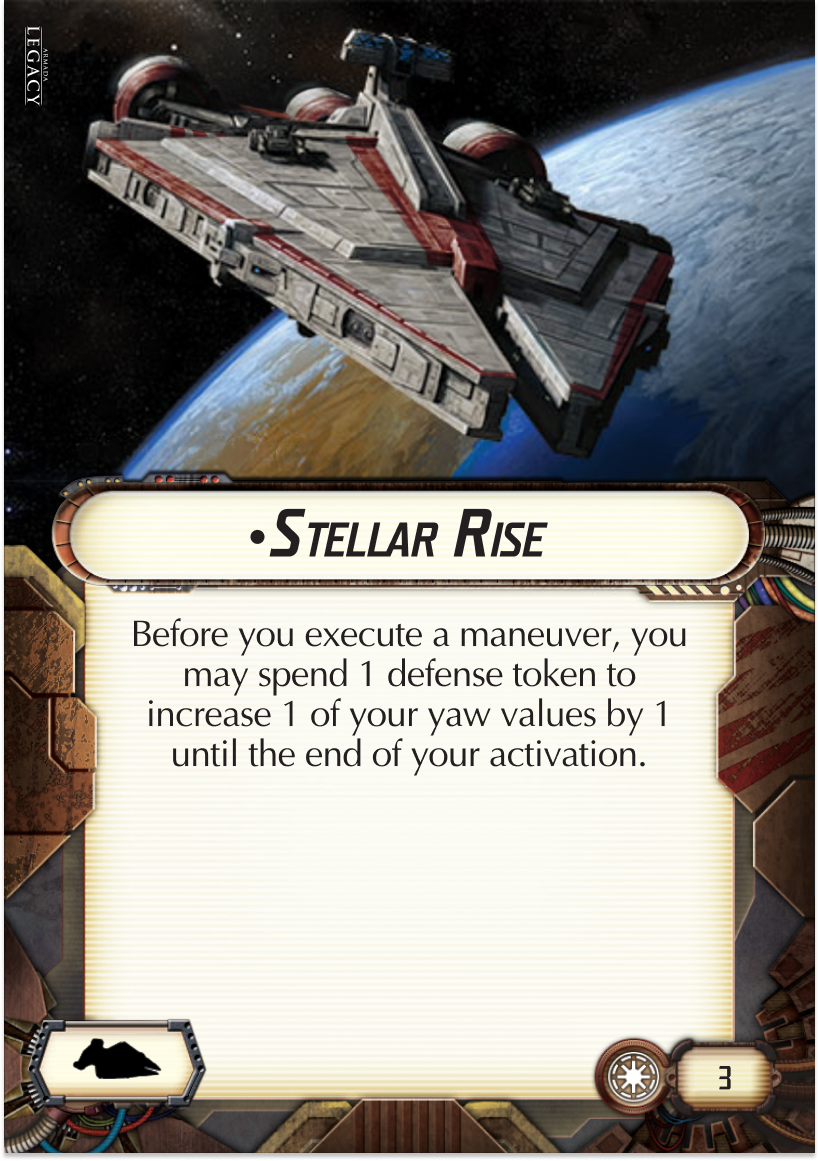 ARMADA
LEGACY
•STELLAR RISE
Before you execute a maneuver, you
may spend 1 defense token to
increase 1 of your yaw values by 1
until the end of your activation.
3